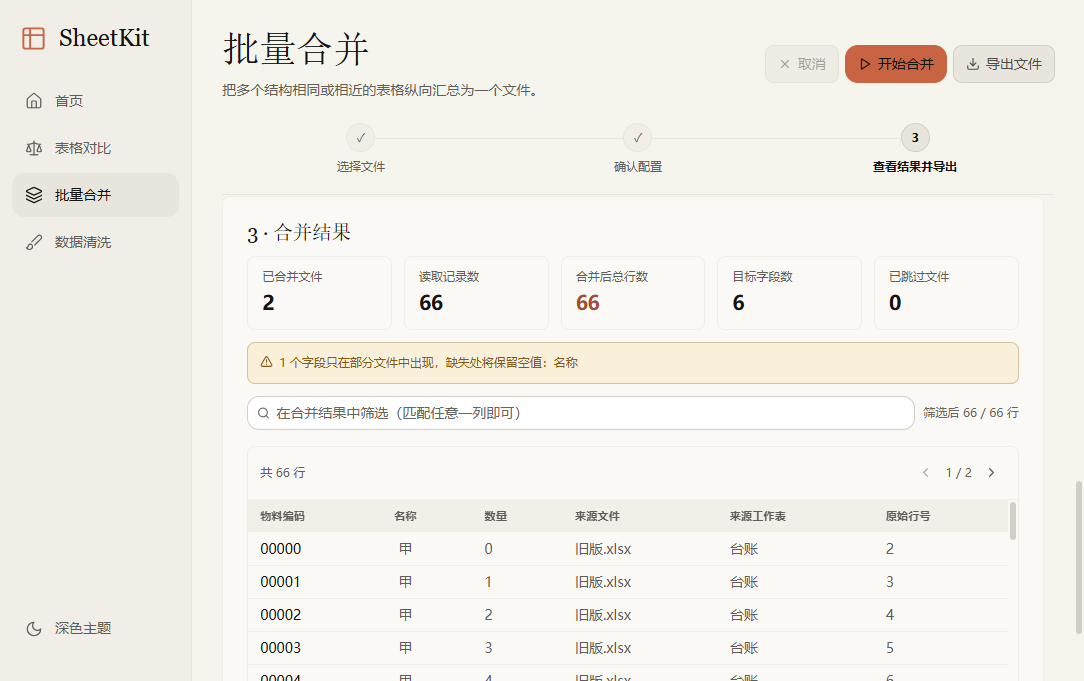 SheetKit
首页
表格对比
批量合并
数据清洗
深色主题
批量合并
把多个结构相同或相近的表格纵向汇总为一个文件。
取消
开始合并
导出文件
选择文件
确认配置
3
查看结果并导出
3 · 合并结果
已合并文件
2
读取记录数
66
合并后总行数
66
目标字段数
6
已跳过文件
0
1 个字段只在部分文件中出现，缺失处将保留空值：名称
在合并结果中筛选（匹配任意一列即可）
筛选后 66 / 66 行
共 66 行
1 / 2
物料编码 名称 数量 来源文件 来源工作表 原始行号
00000 甲 0 旧版.xlsx 台账 2
00001 甲 1 旧版.xlsx 台账 3
00002 甲 2 旧版.xlsx 台账 4
00003 甲 3 旧版.xlsx 台账 5
00004 甲 4 旧版.xlsx 台账 6